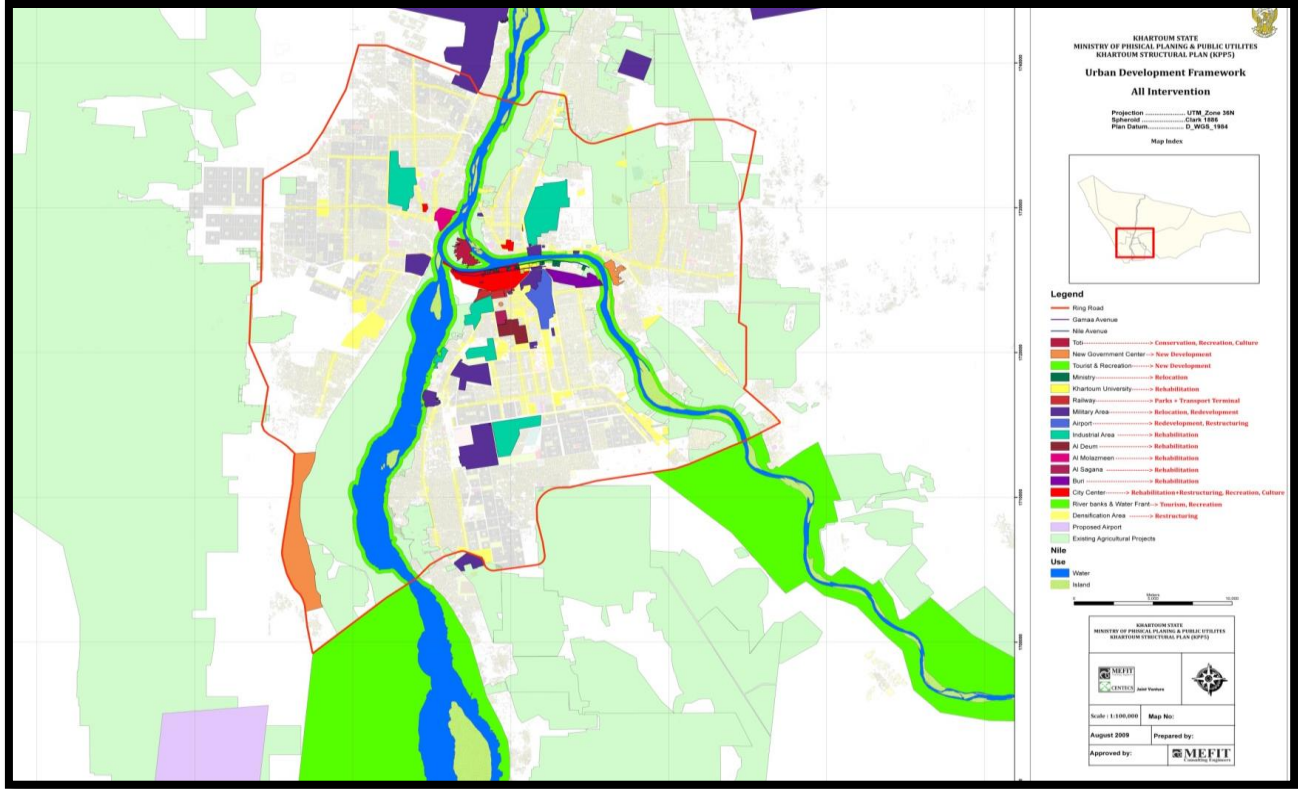 KHARTOUM STATE
MINISTRY OF PHISICAL PLANING & PUBLIC UTILITES
KHARTOUM STRUCTURAL PLAN (KPP5)
Urban Development Framework
All Intervention
Projection ..................... UTM_Zone 36N
Spheroid ......................Clark 1886
Plan Datum................... D_WGS_1984
Map Index
Legend
Ring Road
Gamaa Avenue
Nile Avenue
Toti --> Conservation, Recreation, Culture
New Government Center --> New Development
Tourist & Recreation --> New Development
Ministry --> Relocation
Khartoum University --> Rehabilitation
Railway --> Parks + Transport Terminal
Military Area --> Relocation, Redevelopment
Airport --> Redevelopment, Restructuring
Industrial Area --> Rehabilitation
Al Deum --> Rehabilitation
Al Molazmeen --> Rehabilitation
Al Sagana --> Rehabilitation
Buri --> Rehabilitation
City Center --> Rehabilitation+Restructuring, Recreation, Culture
River banks & Water Frant --> Tourism, Recreation
Densification Area --> Restructuring
Proposed Airport
Existing Agricultural Projects
Nile
Use
Water
Island
Meters
0 5,000 10,000
KHARTOUM STATE
MINISTRY OF PHISICAL PLANING & PUBLIC UTILITES
KHARTOUM STRUCTURAL PLAN (KPP5)
MEFIT
CENTECS Joint Venture
Scale : 1:100,000 Map No:
August 2009 Prepared by:
Approved by: MEFIT
Consulting Engineers